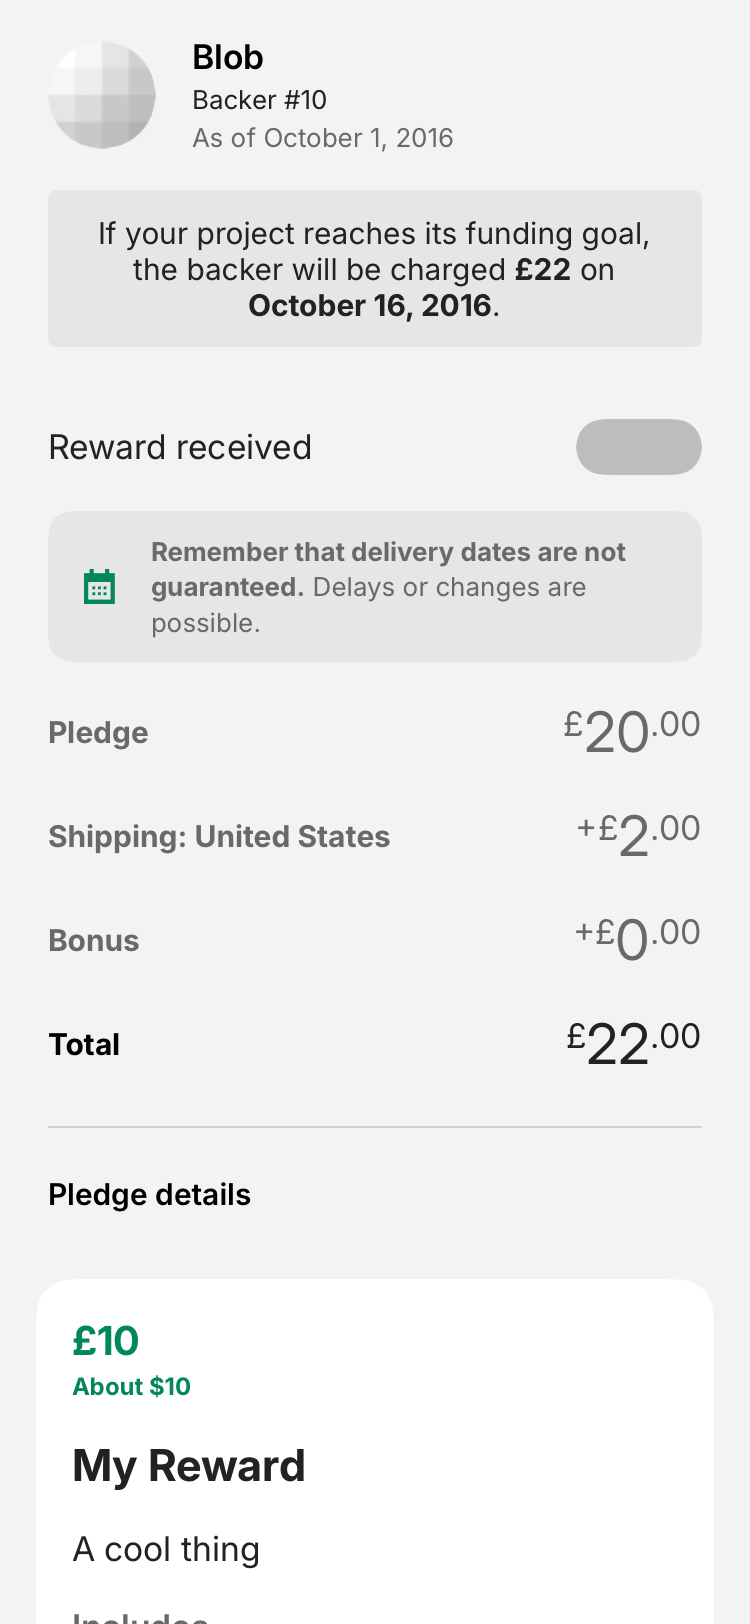 Blob
Backer #10
As of October 1, 2016
If your project reaches its funding goal,
the backer will be charged £22 on
October 16, 2016.
Reward received
Remember that delivery dates are not
guaranteed. Delays or changes are
possible.
Pledge £20.00
Shipping: United States +£2.00
Bonus +£0.00
Total £22.00
Pledge details
£10
About $10
My Reward
A cool thing
Includes